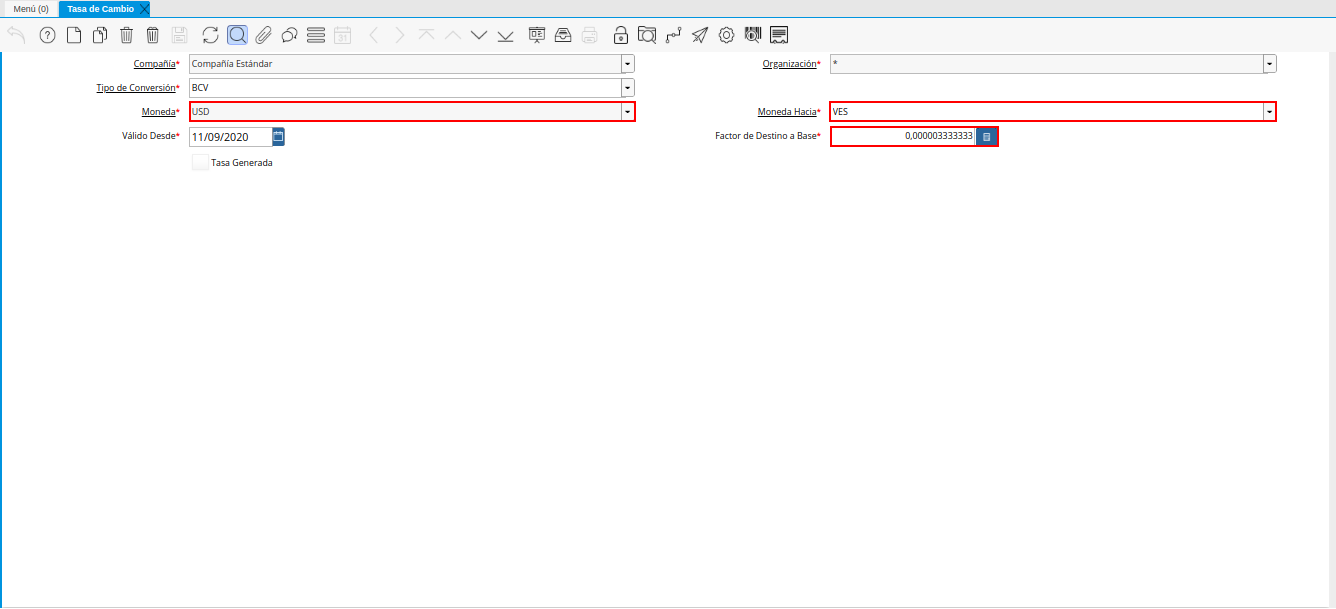 Menú (0) Tasa de Cambio
31
Compañía* Compañía Estándar Organización* *
Tipo de Conversión* BCV
Moneda* USD Moneda Hacia* VES
Válido Desde* 11/09/2020 Factor de Destino a Base* 0,000003333333
Tasa Generada